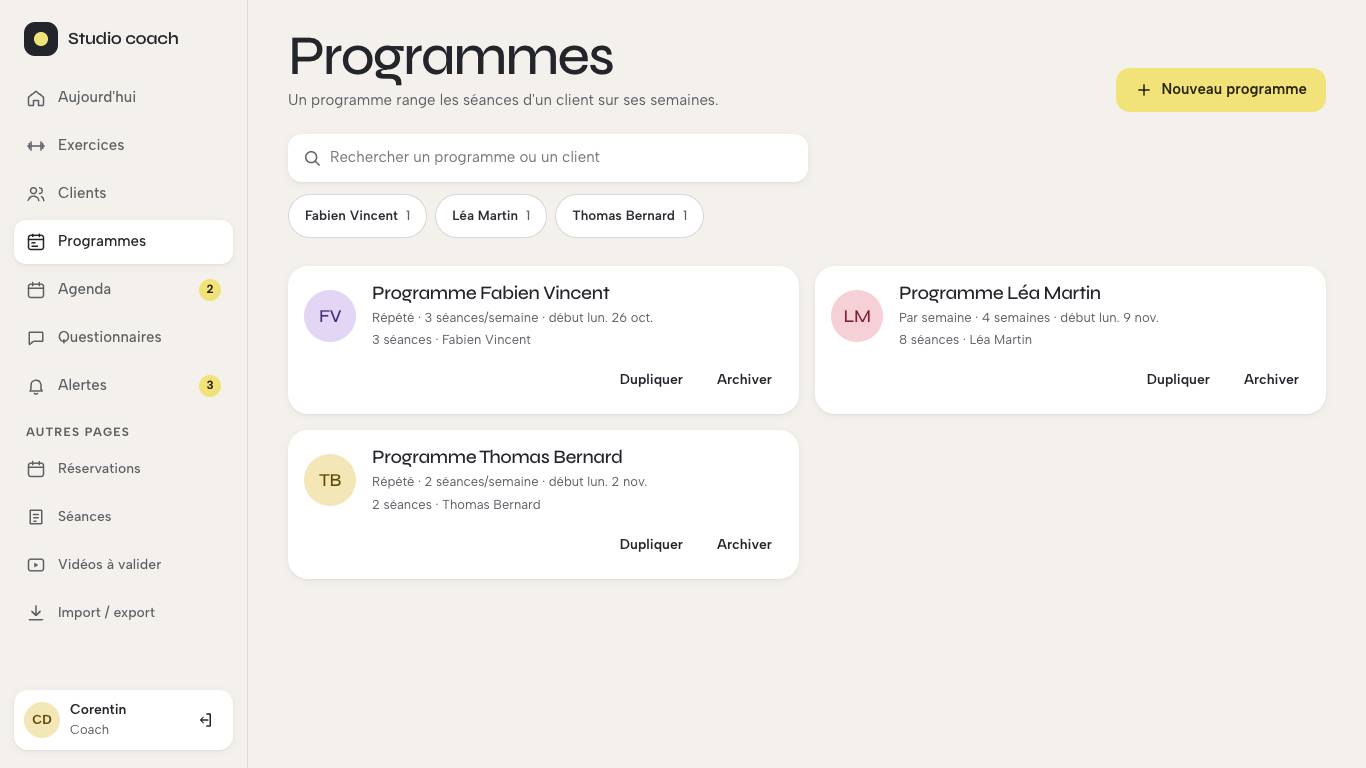 Studio coach
Aujourd'hui
Exercices
Clients
Programmes
Agenda 2
Questionnaires
Alertes 3
AUTRES PAGES
Réservations
Séances
Vidéos à valider
Import / export
CD
Corentin
Coach
Programmes
Un programme range les séances d'un client sur ses semaines.
Nouveau programme
Rechercher un programme ou un client
Fabien Vincent 1 Léa Martin 1 Thomas Bernard 1
FV
Programme Fabien Vincent
Répété · 3 séances/semaine · début lun. 26 oct.
3 séances · Fabien Vincent
Dupliquer Archiver
LM
Programme Léa Martin
Par semaine · 4 semaines · début lun. 9 nov.
8 séances · Léa Martin
Dupliquer Archiver
TB
Programme Thomas Bernard
Répété · 2 séances/semaine · début lun. 2 nov.
2 séances · Thomas Bernard
Dupliquer Archiver